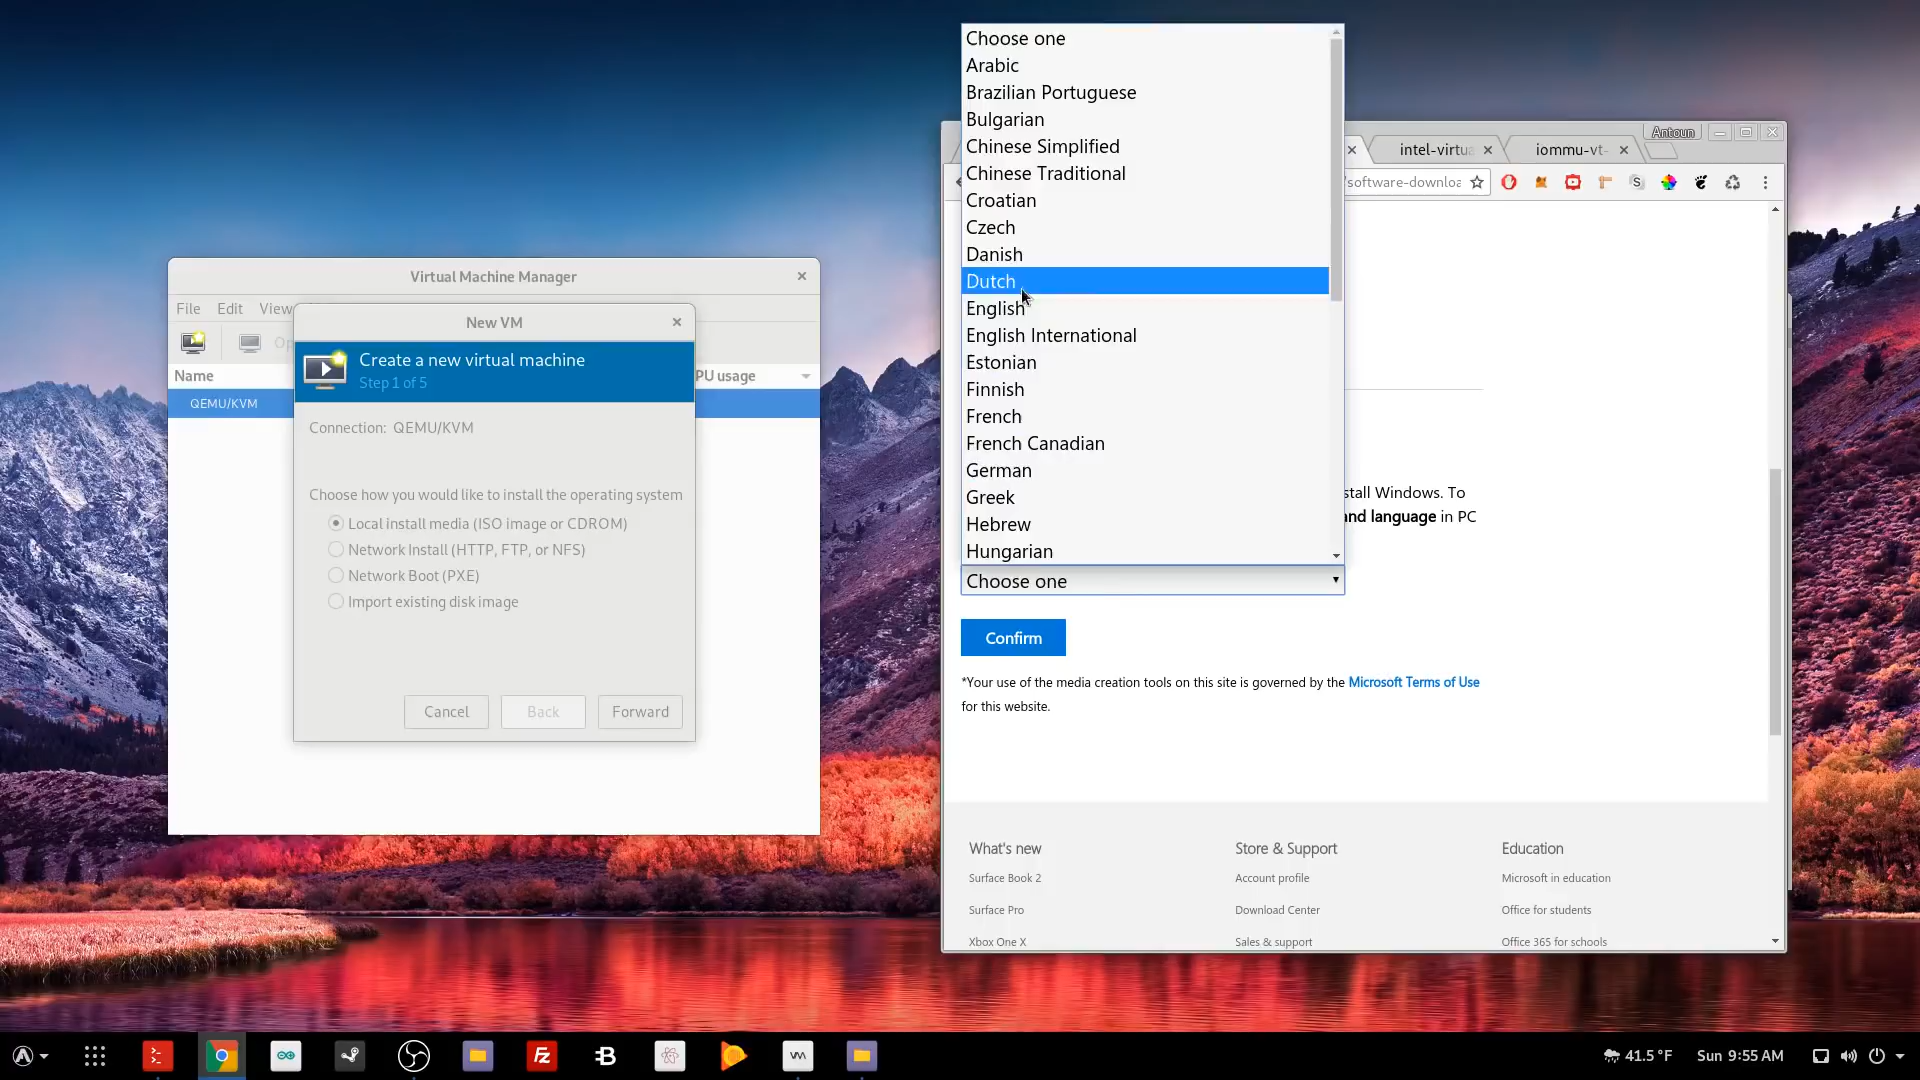 Virtual Machine Manager
File Edit View
New VM
Create a new virtual machine
Step 1 of 5
Name
PU usage
QEMU/KVM
Connection: QEMU/KVM
Choose how you would like to install the operating system
Local install media (ISO image or CDROM)
Network Install (HTTP, FTP, or NFS)
Network Boot (PXE)
Import existing disk image
Cancel
Back
Forward
Antoun
intel-virtua
iommu-vt-
/software-downloa
Choose one
Arabic
Brazilian Portuguese
Bulgarian
Chinese Simplified
Chinese Traditional
Croatian
Czech
Danish
Dutch
English
English International
Estonian
Finnish
French
French Canadian
German
Greek
Hebrew
Hungarian
stall Windows. To
and language in PC
Choose one
Confirm
*Your use of the media creation tools on this site is governed by the Microsoft Terms of Use
for this website.
What's new
Surface Book 2
Surface Pro
Xbox One X
Store & Support
Account profile
Download Center
Sales & support
Education
Microsoft in education
Office for students
Office 365 for schools
41.5 °F
Sun 9:55 AM